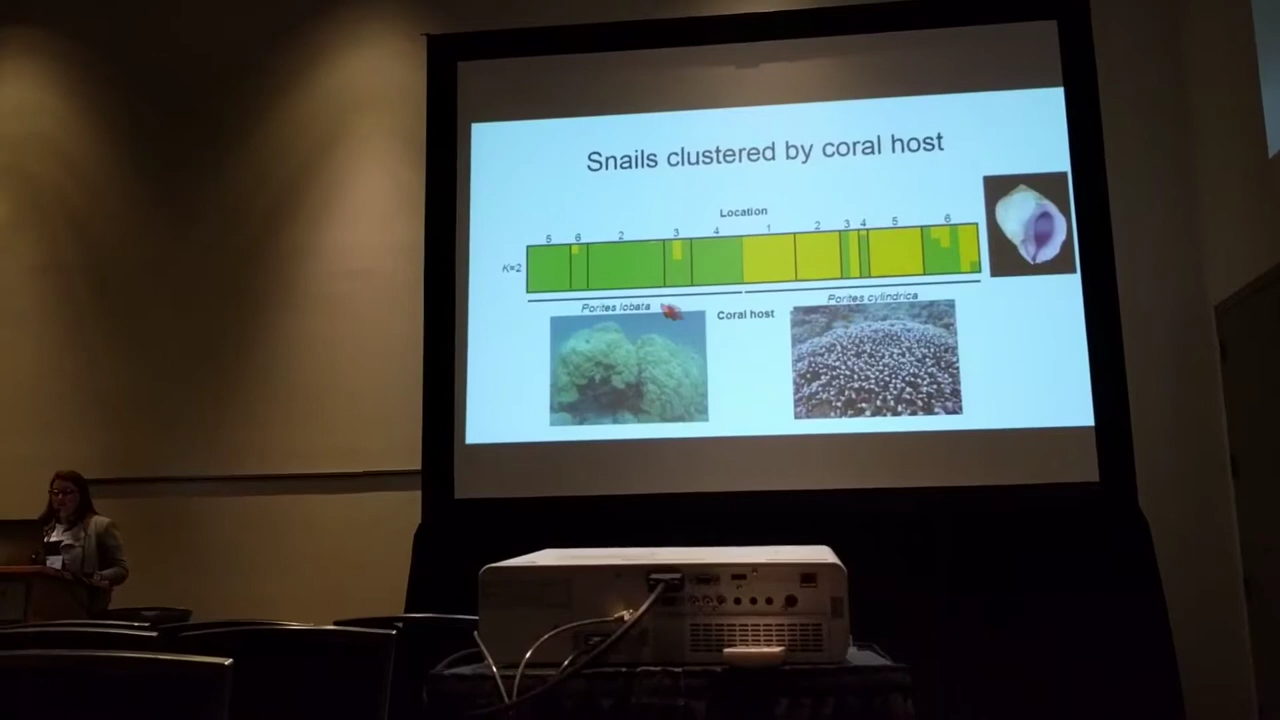 Snails clustered by coral host
Location
5 6 2 3 4 1 2 3 4 5 6
K=2
Porites lobata
Porites cylindrica
Coral host